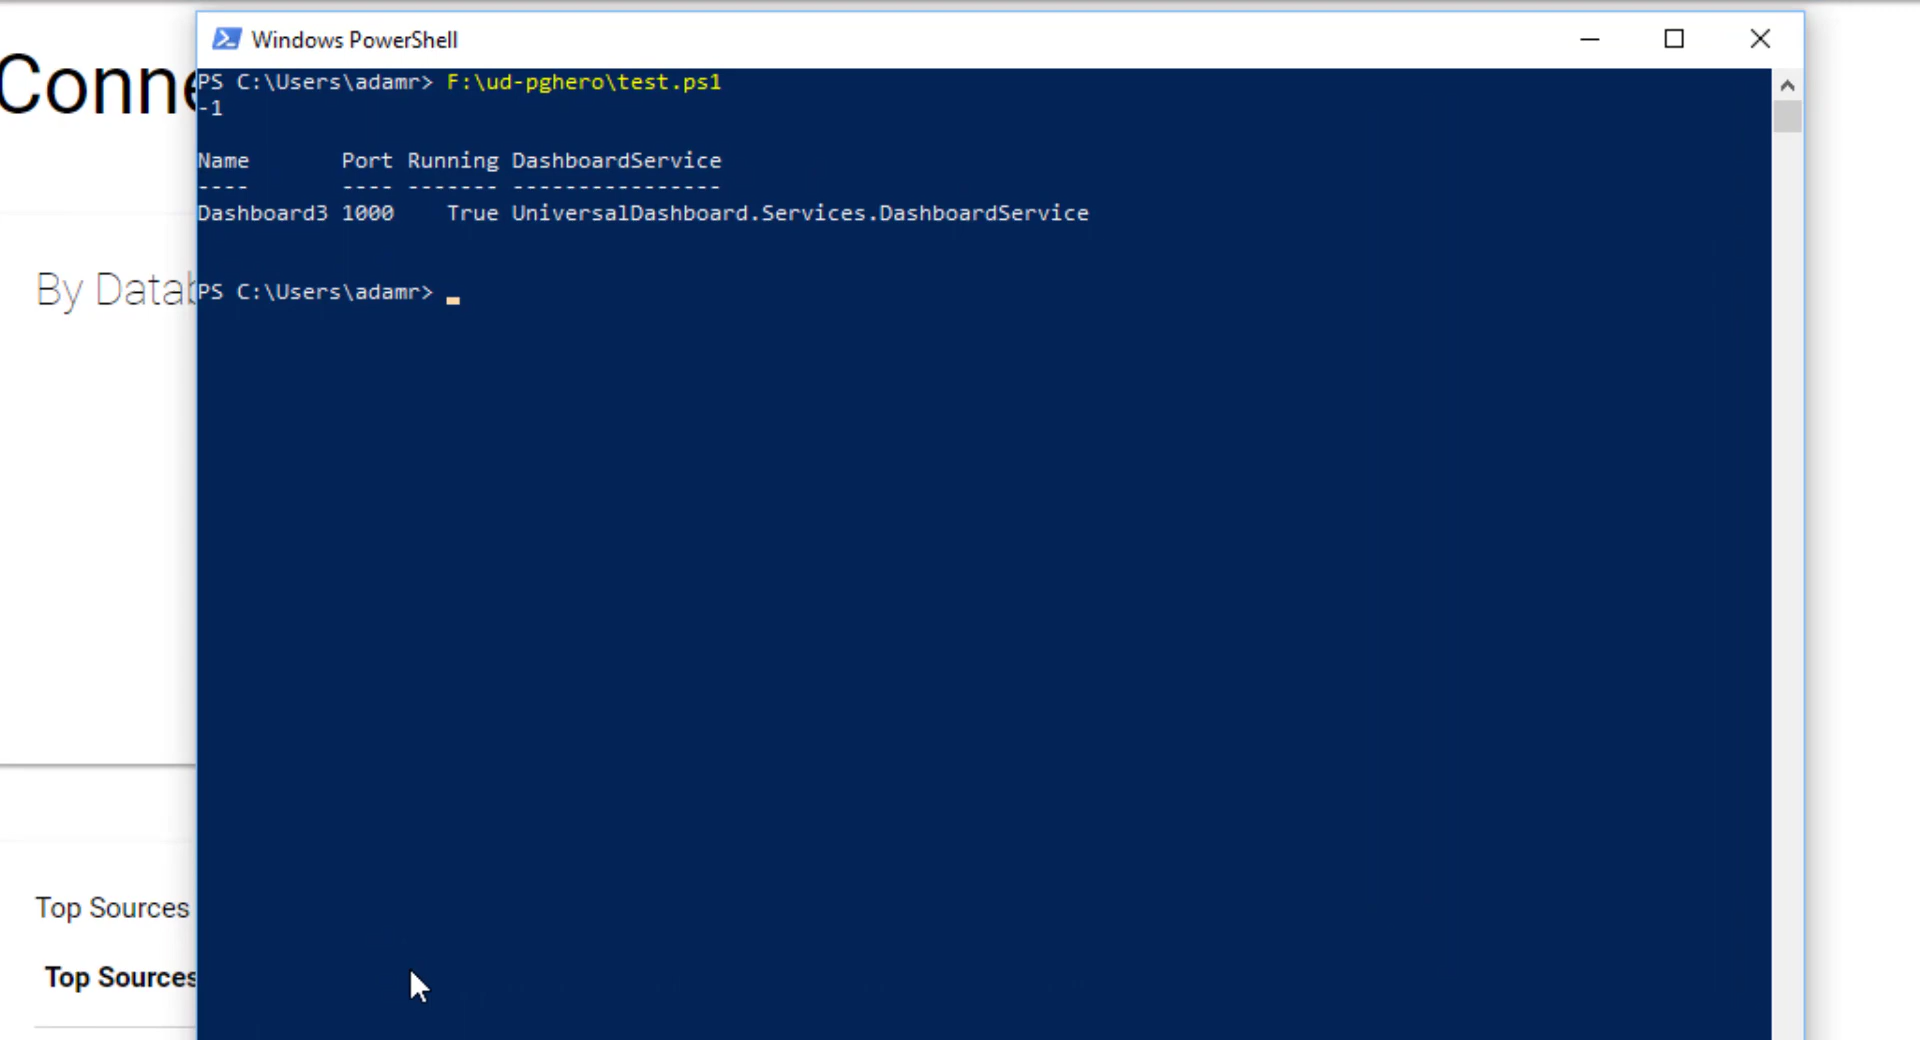 Windows PowerShell
Conne
PS C:\Users\adamr> F:\ud-pghero\test.ps1
-1
Name Port Running DashboardService
---- ---- ------- ----------------
Dashboard3 1000 True UniversalDashboard.Services.DashboardService
By Datab
PS C:\Users\adamr>
Top Sources
Top Sources